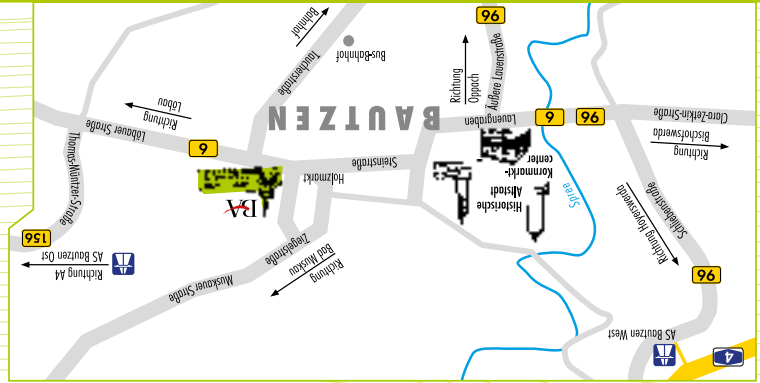 4
AS Bautzen West
96
Richtung Hoyerswerda
Schliebenstraße
Richtung
Bischofswerda
Clara-Zetkin-Straße
Spree
Historische
Altstadt
Kornmarkt-
center
96
6
Lauengraben
Äußere Lauenstraße
Richtung
Oppach
96
Richtung
Bad Muskau
Ziegelstraße
Muskauer Straße
Holzmarkt
Steinstraße
BAUTZEN
BA
6
Bus-Bahnhof
Taucherstraße
Bahnhof
Richtung A4
AS Bautzen Ost
156
Thomas-Müntzer-Straße
Löbauer Straße
Richtung
Löbau